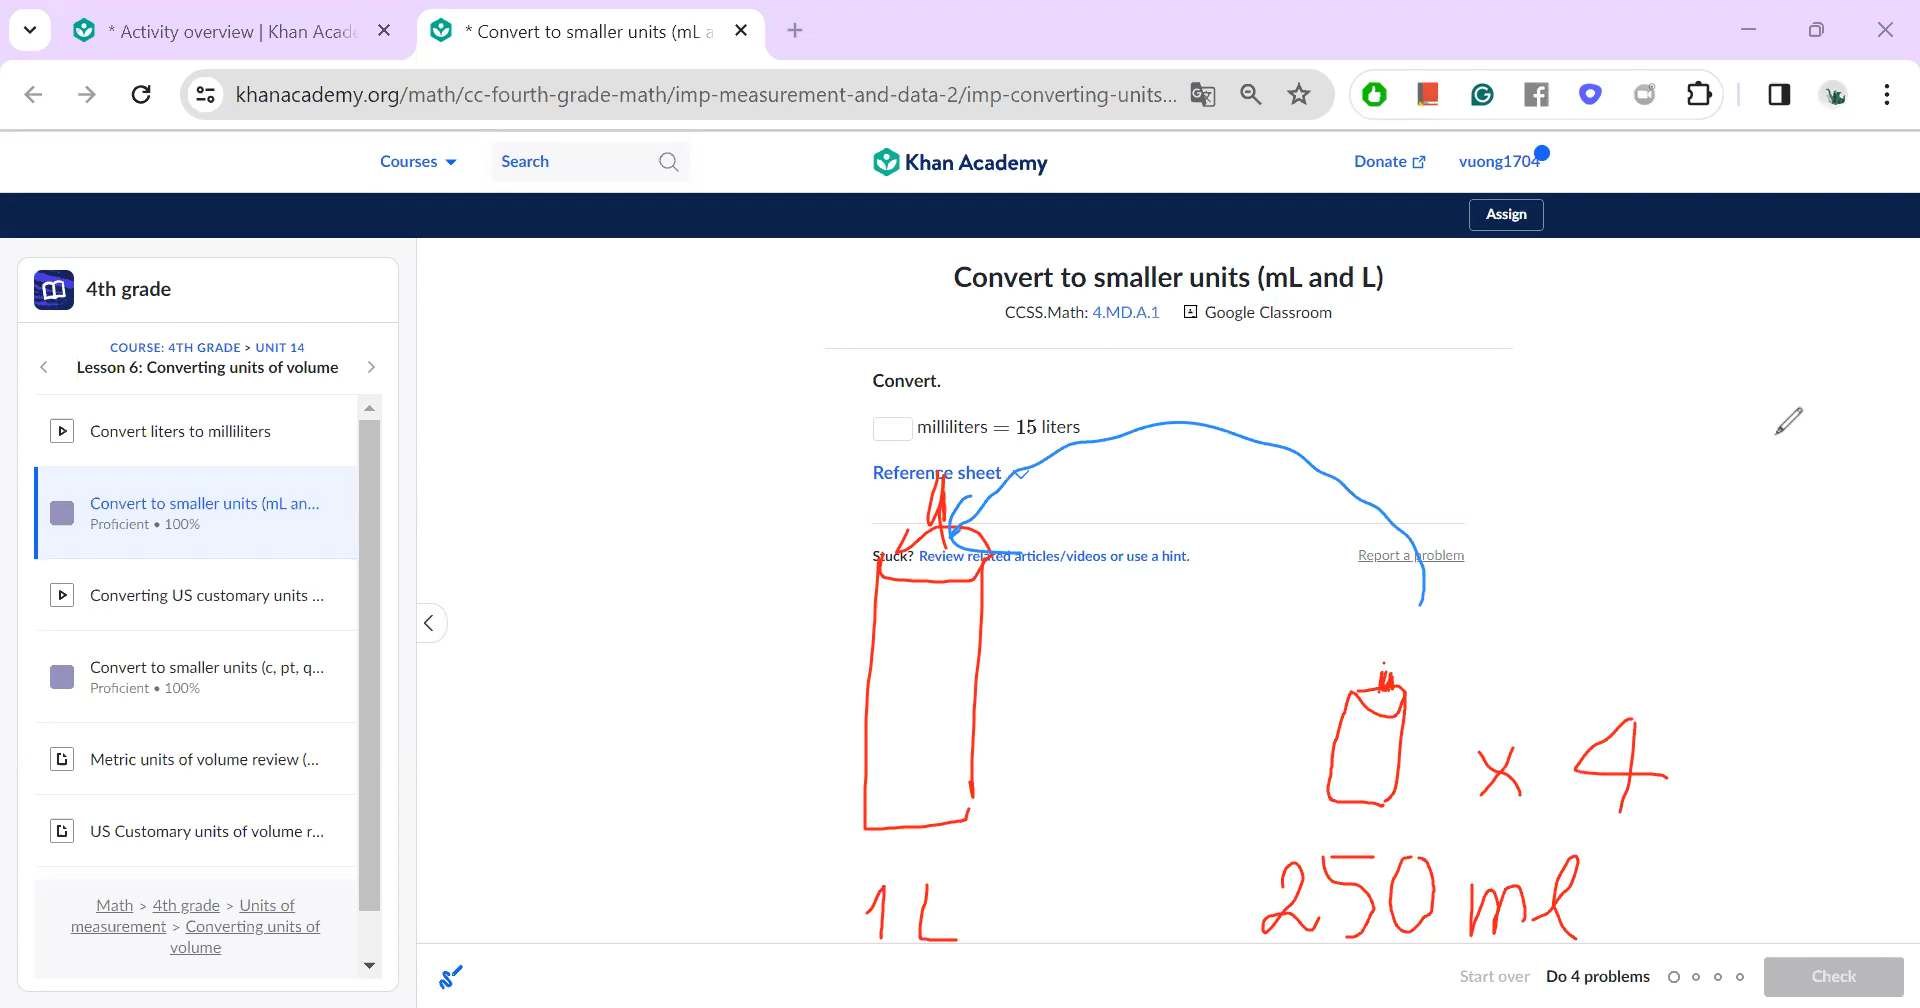 * Activity overview | Khan Acade
* Convert to smaller units (mL a
khanacademy.org/math/cc-fourth-grade-math/imp-measurement-and-data-2/imp-converting-units...
Courses
Search
Khan Academy
Donate
vuong1704
Assign
4th grade
COURSE: 4TH GRADE > UNIT 14
Lesson 6: Converting units of volume
Convert liters to milliliters
Convert to smaller units (mL an...
Proficient • 100%
Converting US customary units ...
Convert to smaller units (c, pt, q...
Proficient • 100%
Metric units of volume review (...
US Customary units of volume r...
Math > 4th grade > Units of
measurement > Converting units of
volume
Convert to smaller units (mL and L)
CCSS.Math: 4.MD.A.1 Google Classroom
Convert.
milliliters = 15 liters
Reference sheet
Stuck? Review related articles/videos or use a hint.
Report a problem
x 4
1L
250 ml
Start over
Do 4 problems
Check